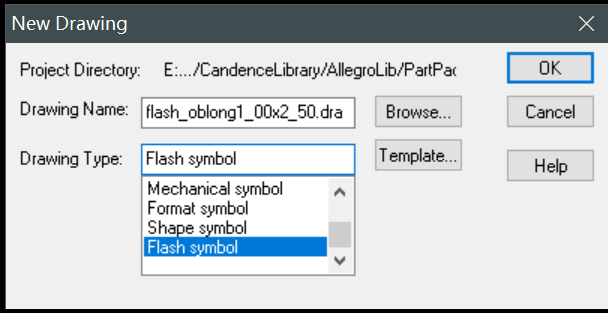 New Drawing
Project Directory: E:.../CandenceLibrary/AllegroLib/PartPac
OK
Drawing Name: flash_oblong1_00x2_50.dra
Browse...
Cancel
Drawing Type: Flash symbol
Template...
Help
Mechanical symbol
Format symbol
Shape symbol
Flash symbol